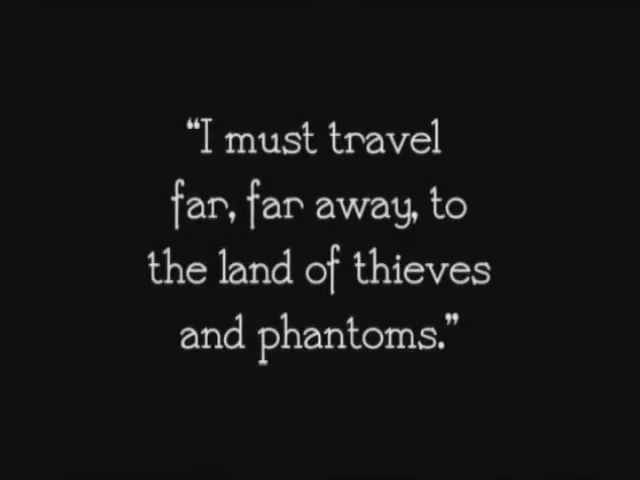 “I must travel
far, far away, to
the land of thieves
and phantoms.”